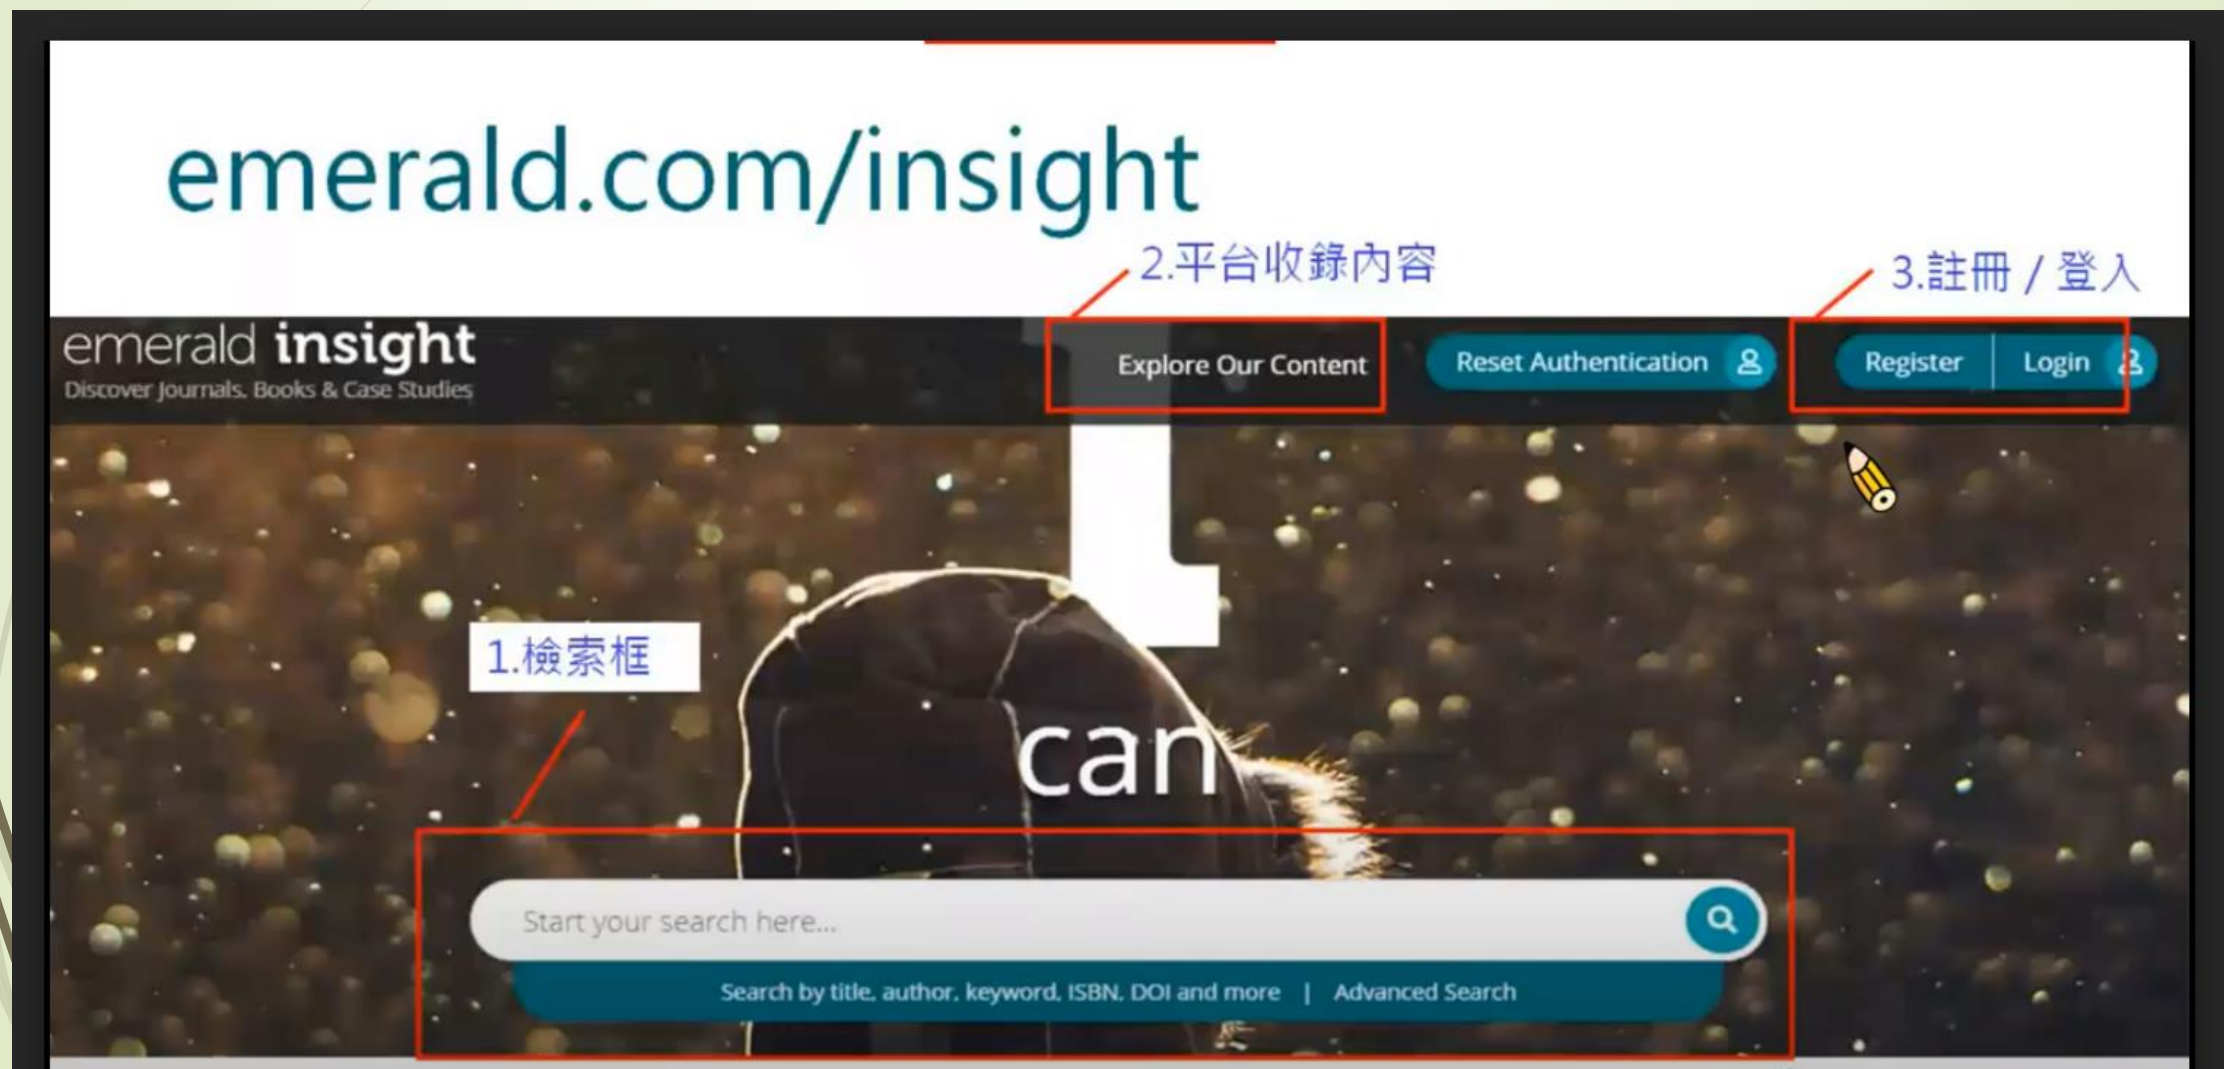 emerald.com/insight
2.平台收錄內容
3.註冊 / 登入
emerald insight
Discover Journals, Books & Case Studies
Explore Our Content
Reset Authentication
Register
Login
1.檢索框
can
Start your search here...
Search by title, author, keyword, ISBN, DOI and more | Advanced Search